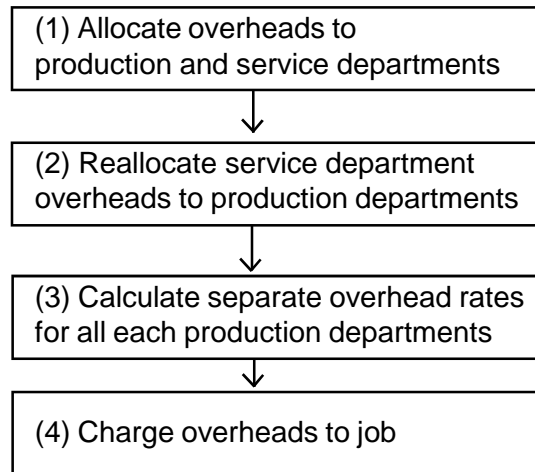 (1) Allocate overheads to
production and service departments
(2) Reallocate service department
overheads to production departments
(3) Calculate separate overhead rates
for all each production departments
(4) Charge overheads to job